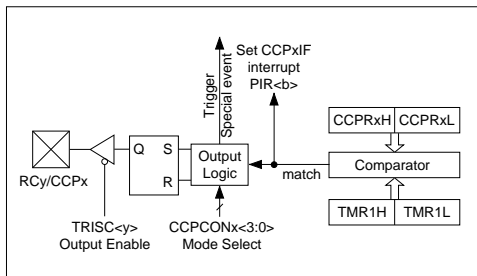 Set CCPxIF
interrupt
PIR<b>
Trigger
Special event
CCPRxH CCPRxL
Q S
R
Output
Logic
match
Comparator
RCy/CCPx
TMR1H TMR1L
TRISC<y>
Output Enable
CCPCONx<3:0>
Mode Select